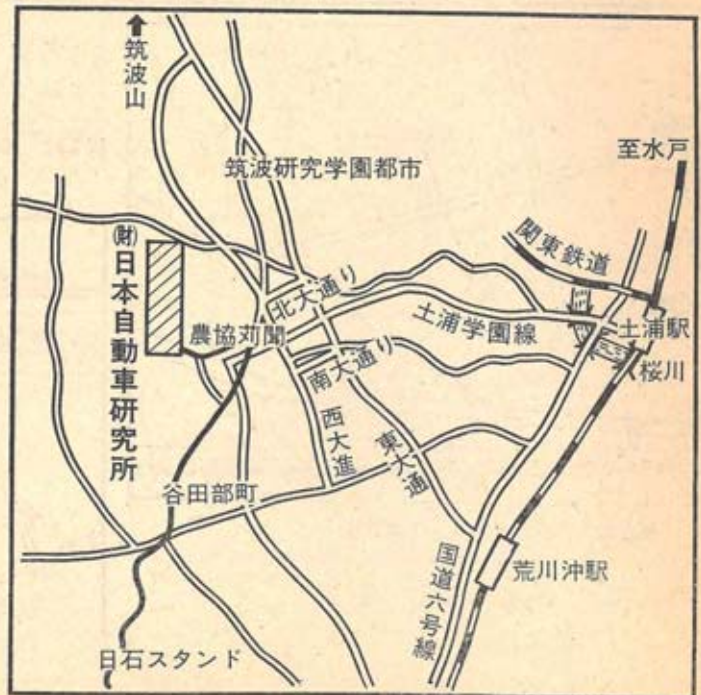 筑波山
筑波研究学園都市
至水戸
関東鉄道
㈶日本自動車研究所
北大通り
農協苅間
土浦学園線
土浦駅
桜川
南大通り
西大進
東大通
谷田部町
国道六号線
荒川沖駅
日石スタンド